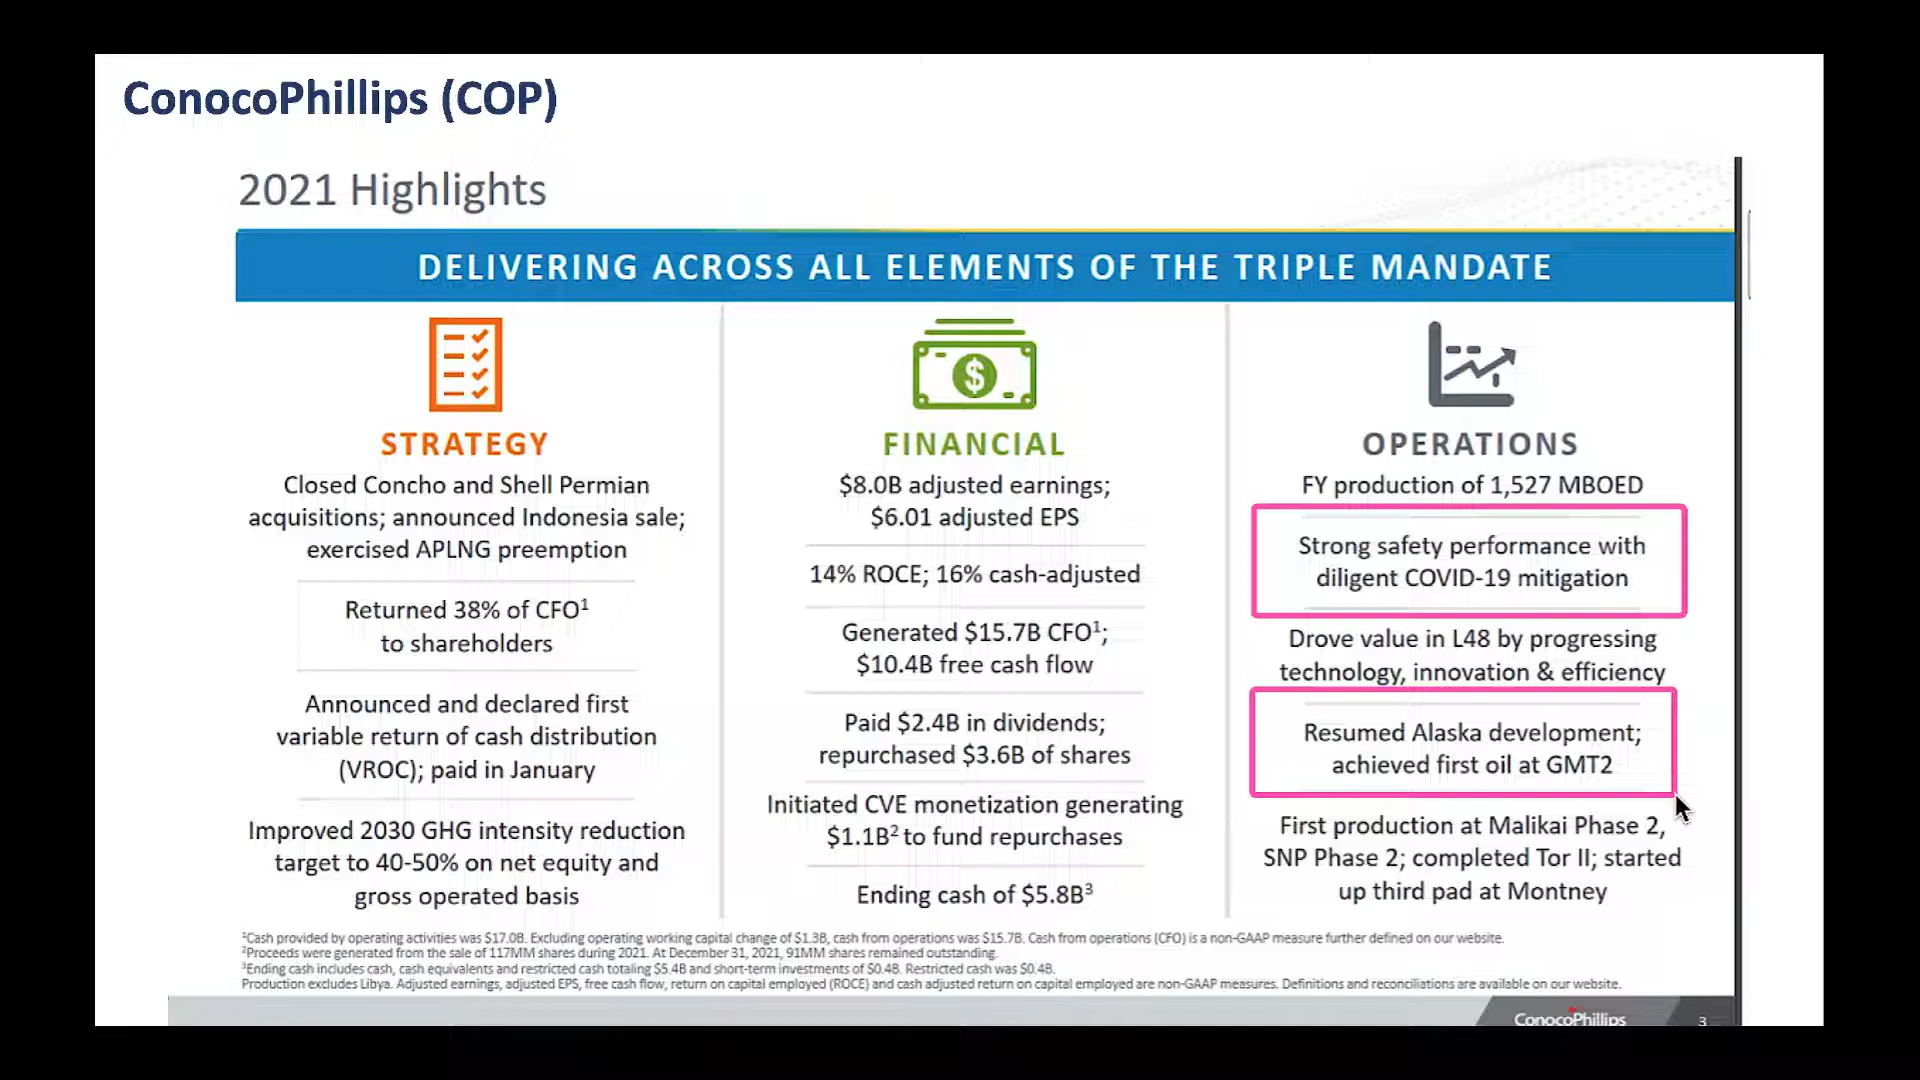 ConocoPhillips (COP)
2021 Highlights
DELIVERING ACROSS ALL ELEMENTS OF THE TRIPLE MANDATE
STRATEGY
Closed Concho and Shell Permian
acquisitions; announced Indonesia sale;
exercised APLNG preemption
Returned 38% of CFO¹
to shareholders
Announced and declared first
variable return of cash distribution
(VROC); paid in January
Improved 2030 GHG intensity reduction
target to 40-50% on net equity and
gross operated basis
FINANCIAL
$8.0B adjusted earnings;
$6.01 adjusted EPS
14% ROCE; 16% cash-adjusted
Generated $15.7B CFO¹;
$10.4B free cash flow
Paid $2.4B in dividends;
repurchased $3.6B of shares
Initiated CVE monetization generating
$1.1B² to fund repurchases
Ending cash of $5.8B³
OPERATIONS
FY production of 1,527 MBOED
Strong safety performance with
diligent COVID-19 mitigation
Drove value in L48 by progressing
technology, innovation & efficiency
Resumed Alaska development;
achieved first oil at GMT2
First production at Malikai Phase 2,
SNP Phase 2; completed Tor II; started
up third pad at Montney
¹Cash provided by operating activities was $17.0B. Excluding operating working capital change of $1.3B, cash from operations was $15.7B. Cash from operations (CFO) is a non-GAAP measure further defined on our website.
²Proceeds were generated from the sale of 117MM shares during 2021. At December 31, 2021, 91MM shares remained outstanding.
³Ending cash includes cash, cash equivalents and restricted cash totaling $5.4B and short-term investments of $0.4B. Restricted cash was $0.4B.
Production excludes Libya. Adjusted earnings, adjusted EPS, free cash flow, return on capital employed (ROCE) and cash adjusted return on capital employed are non-GAAP measures. Definitions and reconciliations are available on our website.
ConocoPhillips 3